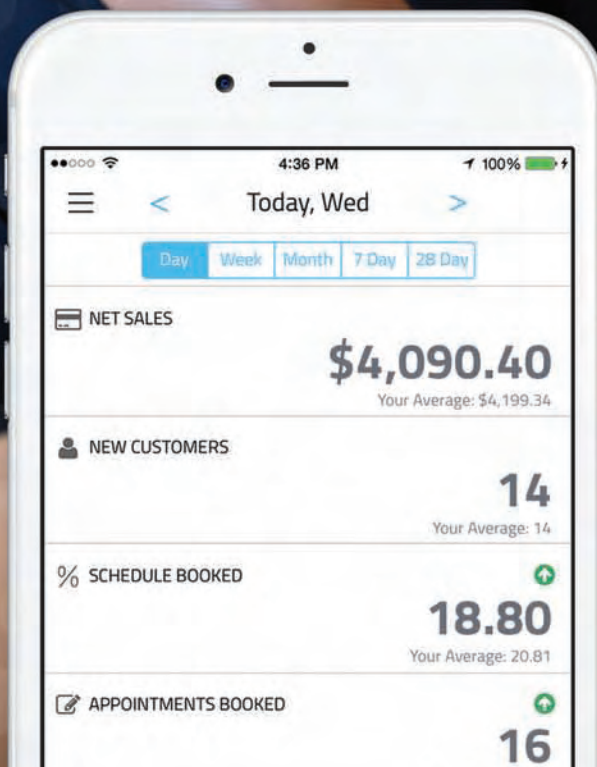 4:36 PM
100%
< Today, Wed >
Day Week Month 7 Day 28 Day
NET SALES
$4,090.40
Your Average: $4,199.34
NEW CUSTOMERS
14
Your Average: 14
% SCHEDULE BOOKED
18.80
Your Average: 20.81
APPOINTMENTS BOOKED
16